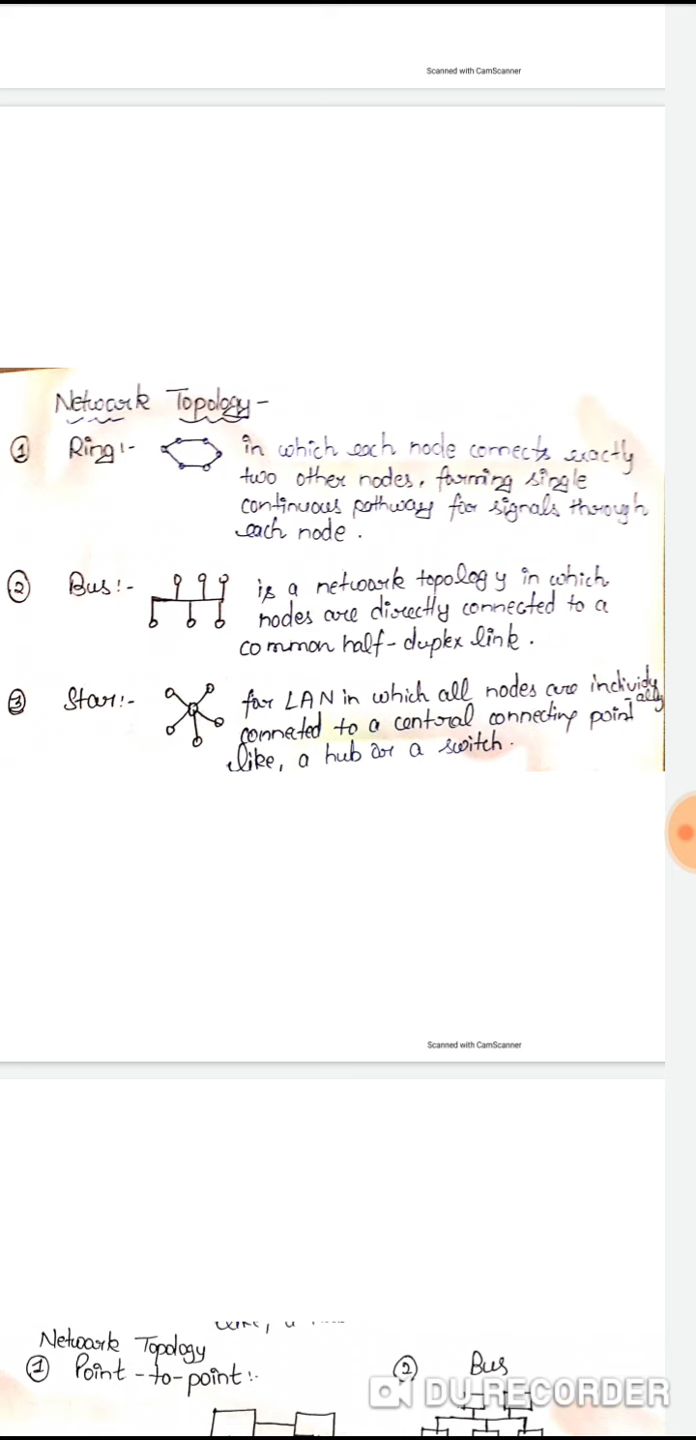 Scanned with CamScanner
Network Topology -
① Ring :- in which each node connects exactly
two other nodes, forming single
continuous pathway for signals through
each node.
② Bus :- is a network topology in which
nodes are directly connected to a
common half-duplex link.
③ Star :- for LAN in which all nodes are individually
connected to a central connecting point
like, a hub or a switch.
Scanned with CamScanner
Network Topology
① Point-to-point :-
② Bus
DU RECORDER